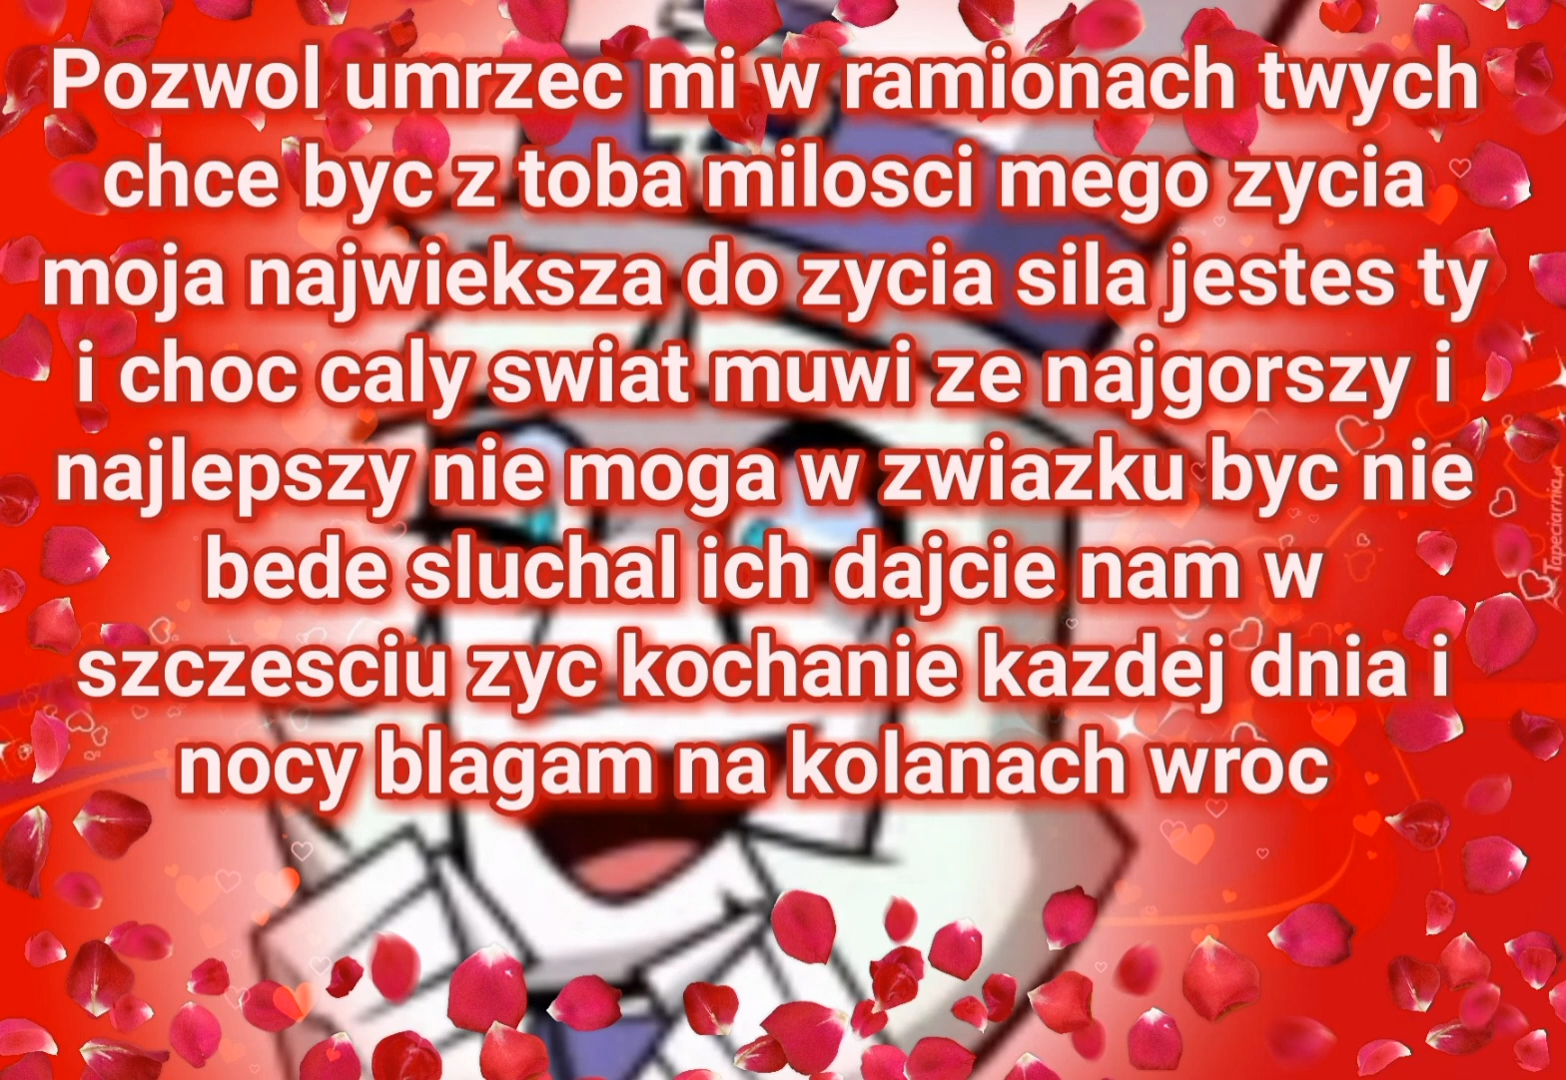 Pozwol umrzec mi w ramionach twych
chce byc z toba milosci mego zycia
moja najwieksza do zycia sila jestes ty
i choc caly swiat muwi ze najgorszy i
najlepszy nie moga w zwiazku byc nie
bede sluchal ich dajcie nam w
szczesciu zyc kochanie kazdej dnia i
nocy blagam na kolanach wroc